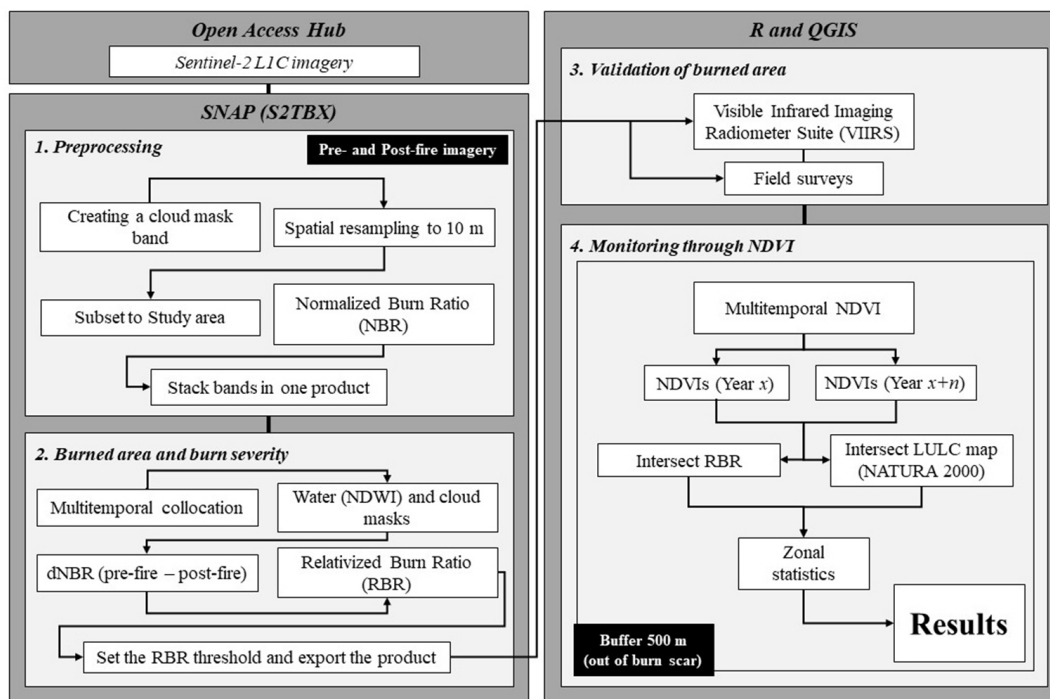 Open Access Hub
Sentinel-2 L1C imagery
SNAP (S2TBX)
1. Preprocessing
Pre- and Post-fire imagery
Creating a cloud mask
band
Spatial resampling to 10 m
Subset to Study area
Normalized Burn Ratio
(NBR)
Stack bands in one product
2. Burned area and burn severity
Multitemporal collocation
Water (NDWI) and cloud
masks
dNBR (pre-fire – post-fire)
Relativized Burn Ratio
(RBR)
Set the RBR threshold and export the product
R and QGIS
3. Validation of burned area
Visible Infrared Imaging
Radiometer Suite (VIIRS)
Field surveys
4. Monitoring through NDVI
Multitemporal NDVI
NDVIs (Year x)
NDVIs (Year x+n)
Intersect RBR
Intersect LULC map
(NATURA 2000)
Zonal
statistics
Results
Buffer 500 m
(out of burn scar)